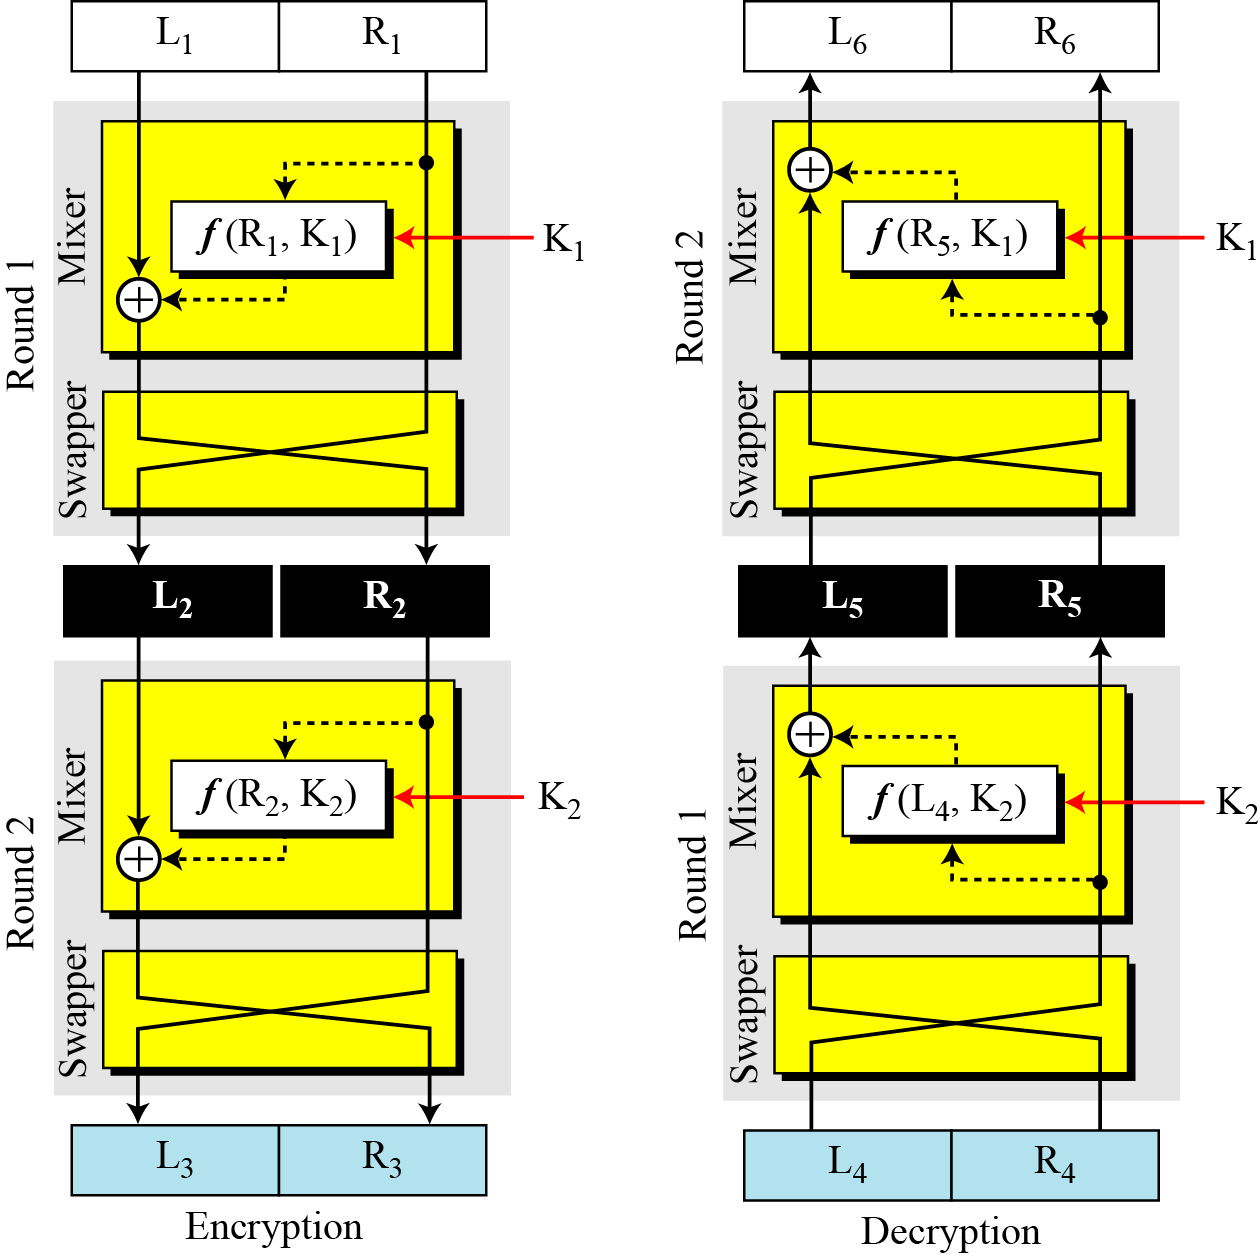 L₁ R₁
Round 1
Mixer
f(R₁, K₁)
K₁
Swapper
L₂ R₂
Round 2
Mixer
f(R₂, K₂)
K₂
Swapper
L₃ R₃
Encryption
L₆ R₆
Round 2
Mixer
f(R₅, K₁)
K₁
Swapper
L₅ R₅
Round 1
Mixer
f(L₄, K₂)
K₂
Swapper
L₄ R₄
Decryption